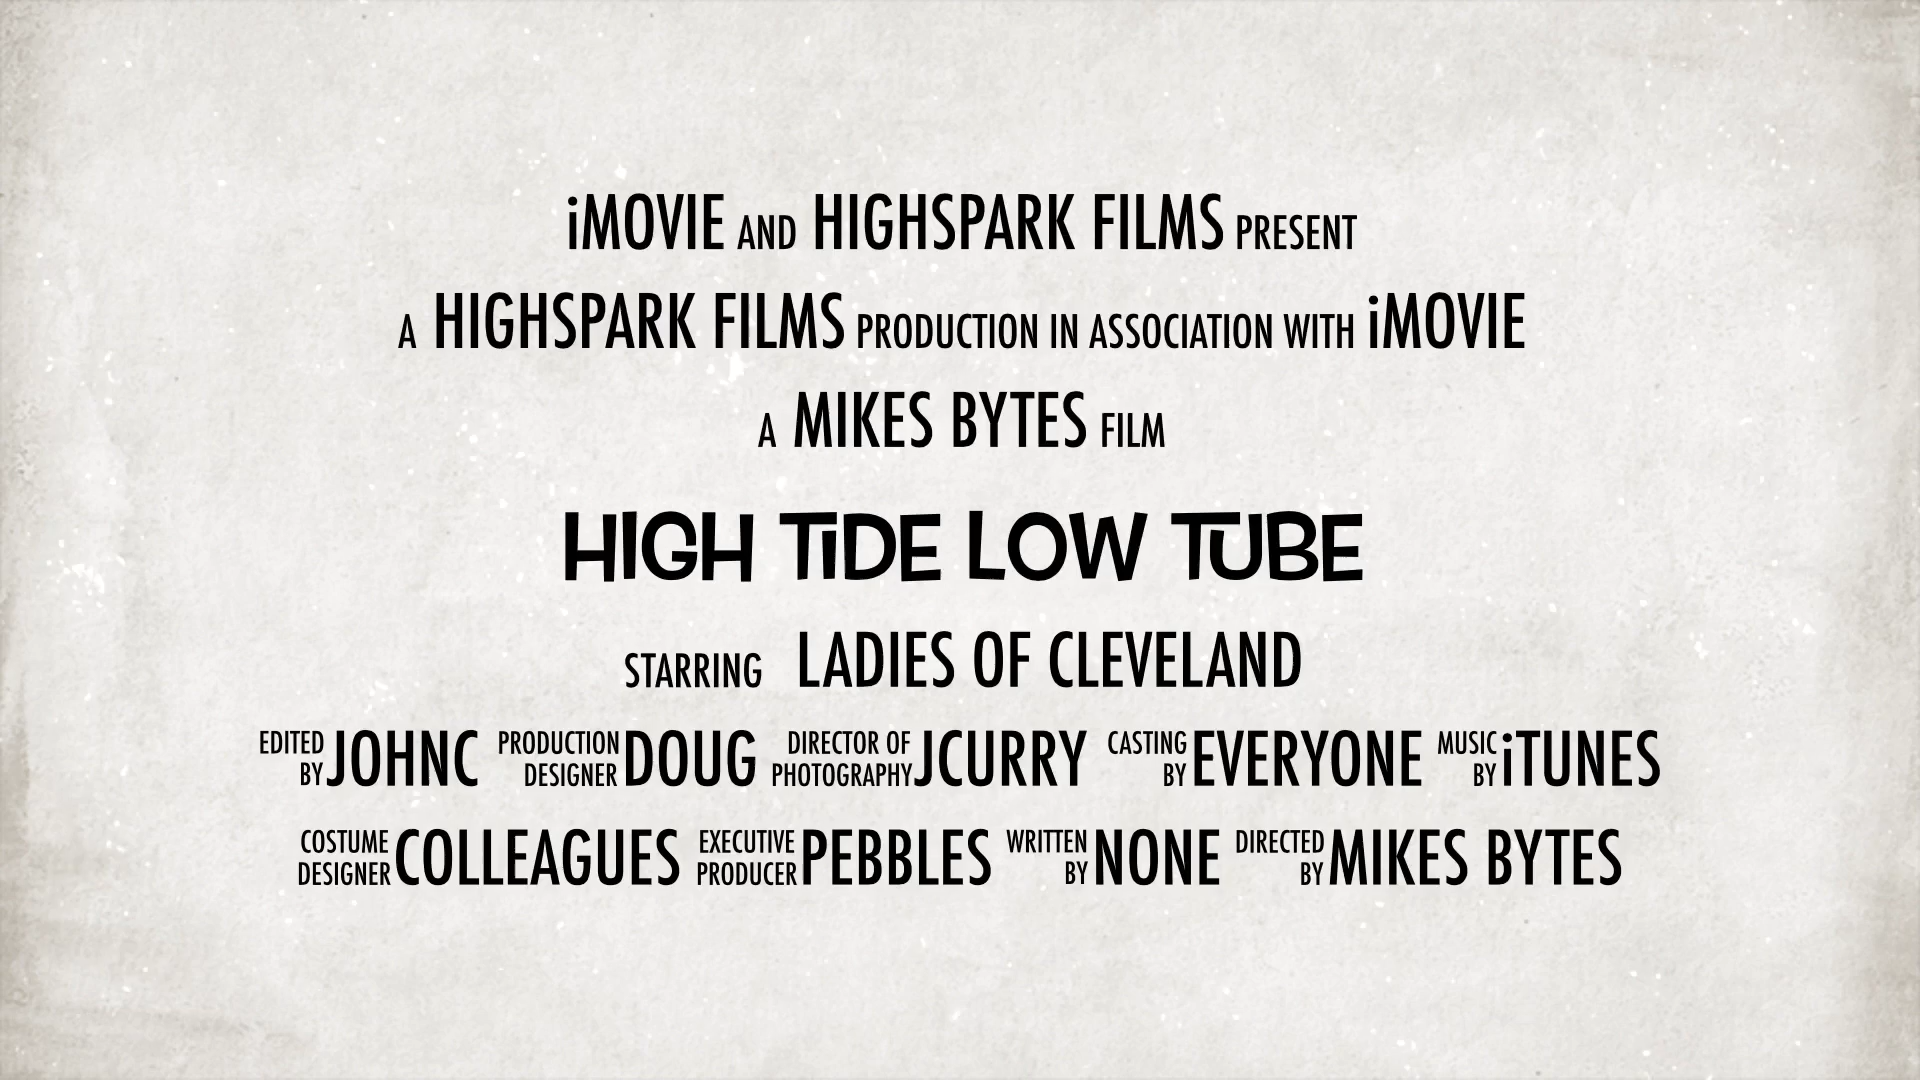 iMOVIE AND HIGHSPARK FILMS PRESENT
A HIGHSPARK FILMS PRODUCTION IN ASSOCIATION WITH iMOVIE
A MIKES BYTES FILM
HIGH TiDE LOW TUBE
STARRING LADIES OF CLEVELAND
EDITED BY JOHNC PRODUCTION DESIGNER DOUG DIRECTOR OF PHOTOGRAPHY JCURRY CASTING BY EVERYONE MUSIC BY iTUNES
COSTUME DESIGNER COLLEAGUES EXECUTIVE PRODUCER PEBBLES WRITTEN BY NONE DIRECTED BY MIKES BYTES